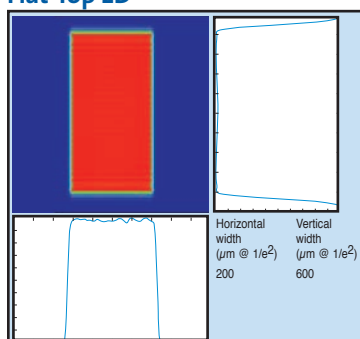 Flat Top 2D
Horizontal
width
(µm @ 1/e2)
200
Vertical
width
(µm @ 1/e2)
600